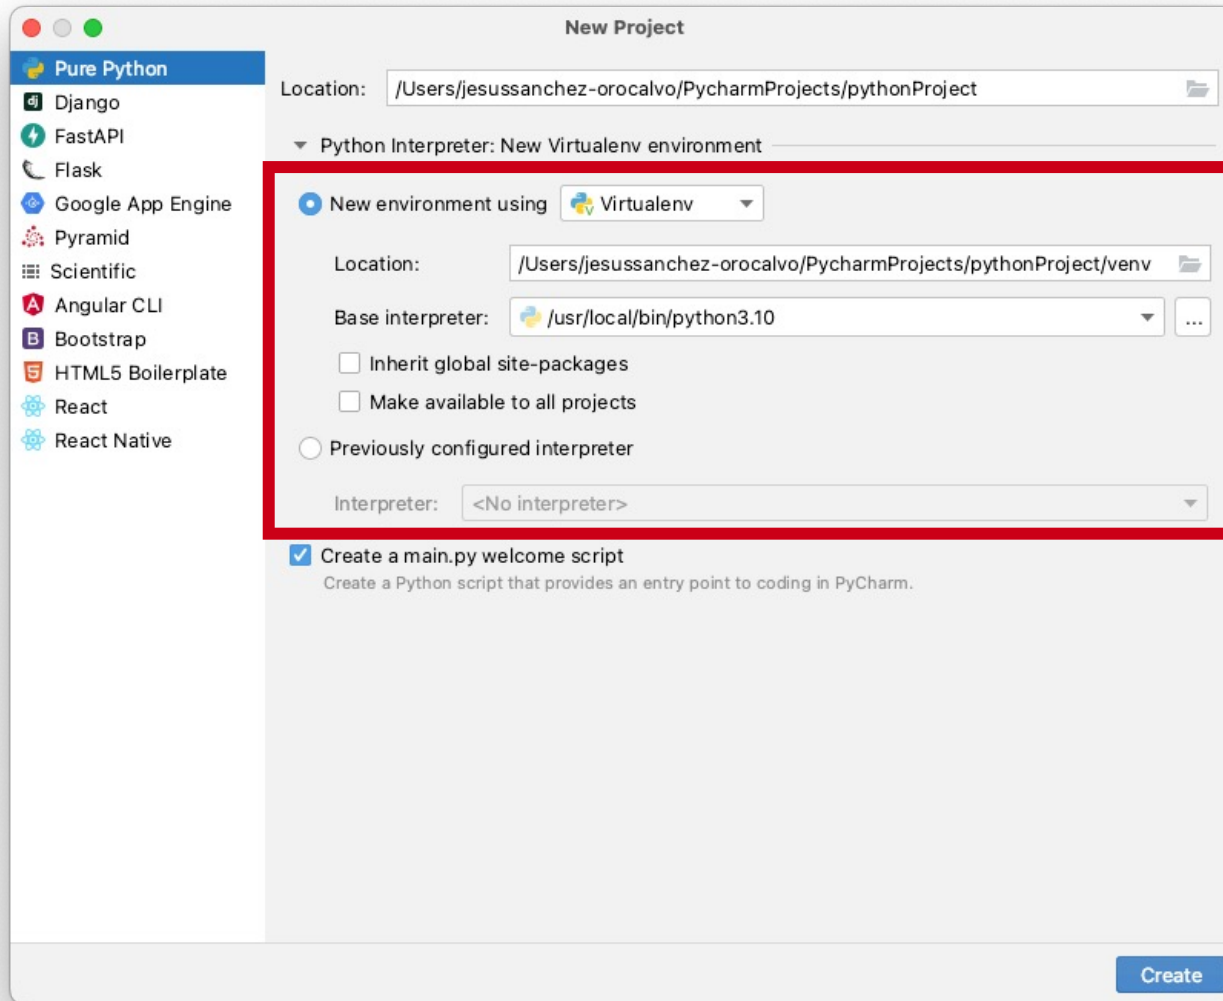 New Project
Pure Python
Django
FastAPI
Flask
Google App Engine
Pyramid
Scientific
Angular CLI
Bootstrap
HTML5 Boilerplate
React
React Native
Location: /Users/jesussanchez-orocalvo/PycharmProjects/pythonProject
Python Interpreter: New Virtualenv environment
New environment using Virtualenv
Location: /Users/jesussanchez-orocalvo/PycharmProjects/pythonProject/venv
Base interpreter: /usr/local/bin/python3.10 ...
Inherit global site-packages
Make available to all projects
Previously configured interpreter
Interpreter: <No interpreter>
Create a main.py welcome script
Create a Python script that provides an entry point to coding in PyCharm.
Create